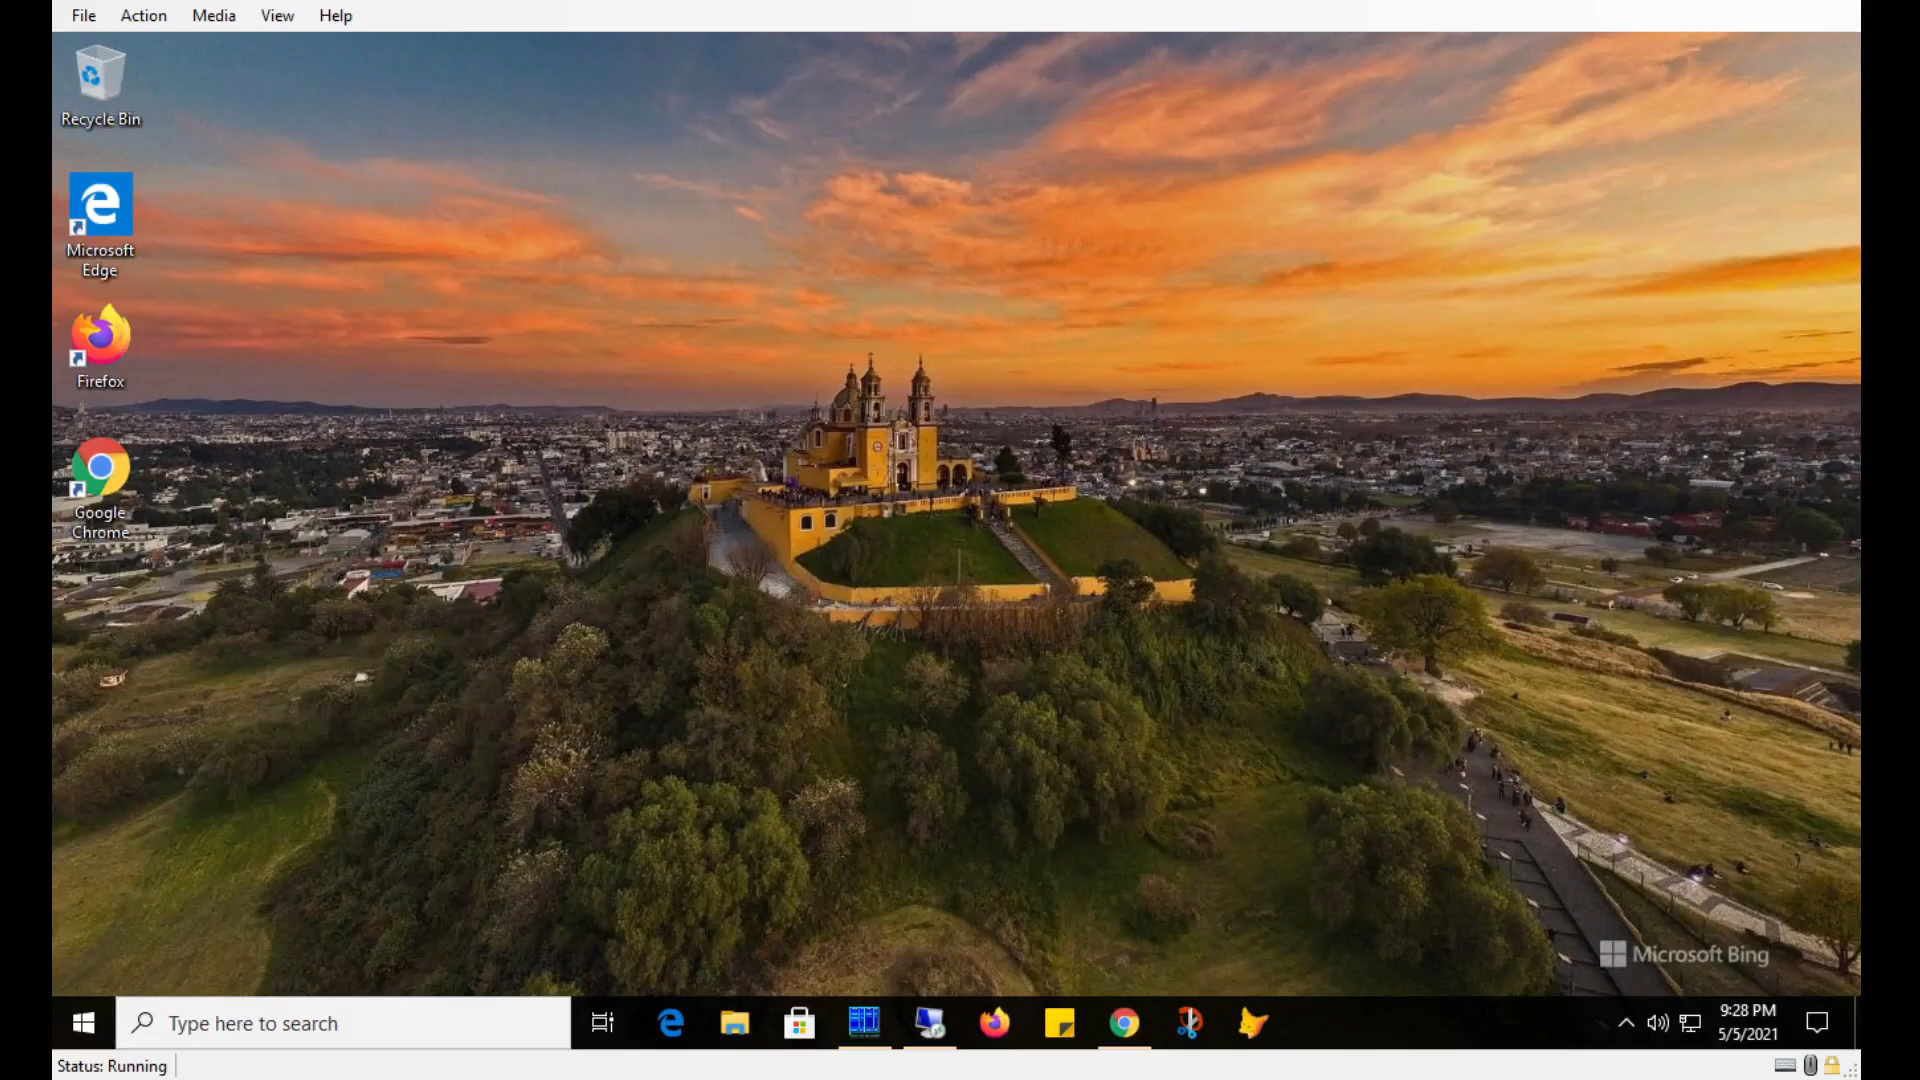 File Action Media View Help
Recycle Bin
Microsoft
Edge
Firefox
Google
Chrome
Microsoft Bing
Type here to search
9:28 PM
5/5/2021
Status: Running